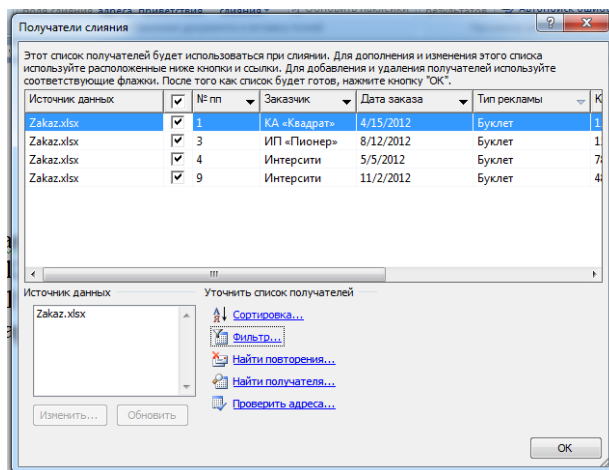 Получатели слияния
Этот список получателей будет использоваться при слиянии. Для дополнения и изменения этого списка
используйте расположенные ниже кнопки и ссылки. Для добавления и удаления получателей используйте
соответствующие флажки. После того как список будет готов, нажмите кнопку "ОК".
Источник данных № пп Заказчик Дата заказа Тип рекламы К
Zakaz.xlsx 1 КА «Квадрат» 4/15/2012 Буклет 1
Zakaz.xlsx 3 ИП «Пионер» 8/12/2012 Буклет 1
Zakaz.xlsx 4 Интерсити 5/5/2012 Буклет 7
Zakaz.xlsx 9 Интерсити 11/2/2012 Буклет 4
Источник данных Уточнить список получателей
Zakaz.xlsx
Сортировка...
Фильтр...
Найти повторения...
Найти получателя...
Проверить адреса...
Изменить... Обновить
ОК